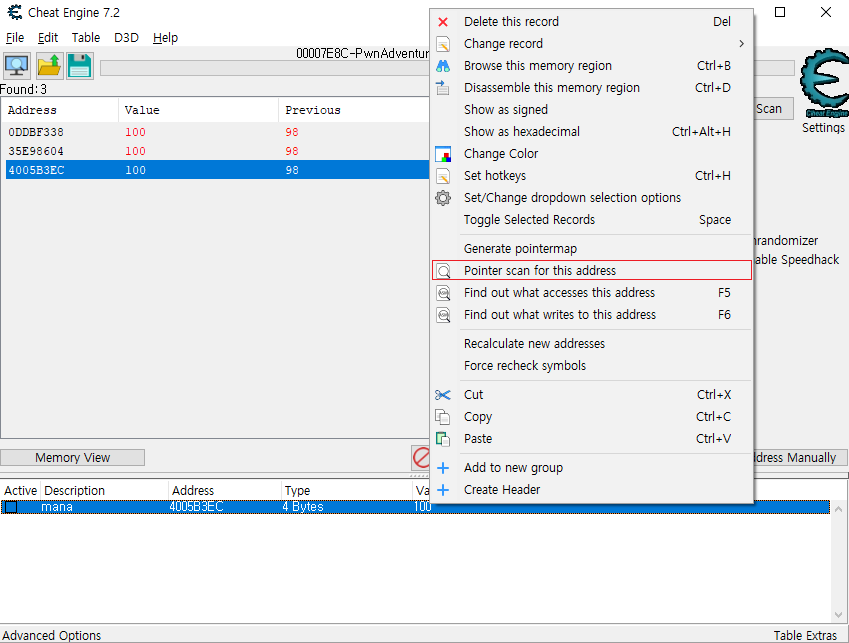 Cheat Engine 7.2
File Edit Table D3D Help
00007E8C-PwnAdventur
Found:3
Address Value Previous
0DDBF338 100 98
35E98604 100 98
4005B3EC 100 98
Scan
Cheat Engine
Settings
nrandomizer
able Speedhack
Memory View
ddress Manually
Delete this record Del
Change record
Browse this memory region Ctrl+B
Disassemble this memory region Ctrl+D
Show as signed
Show as hexadecimal Ctrl+Alt+H
Change Color
Set hotkeys Ctrl+H
Set/Change dropdown selection options
Toggle Selected Records Space
Generate pointermap
Pointer scan for this address
Find out what accesses this address F5
Find out what writes to this address F6
Recalculate new addresses
Force recheck symbols
Cut Ctrl+X
Copy Ctrl+C
Paste Ctrl+V
Add to new group
Create Header
Active Description Address Type Va
mana 4005B3EC 4 Bytes 100
Advanced Options Table Extras